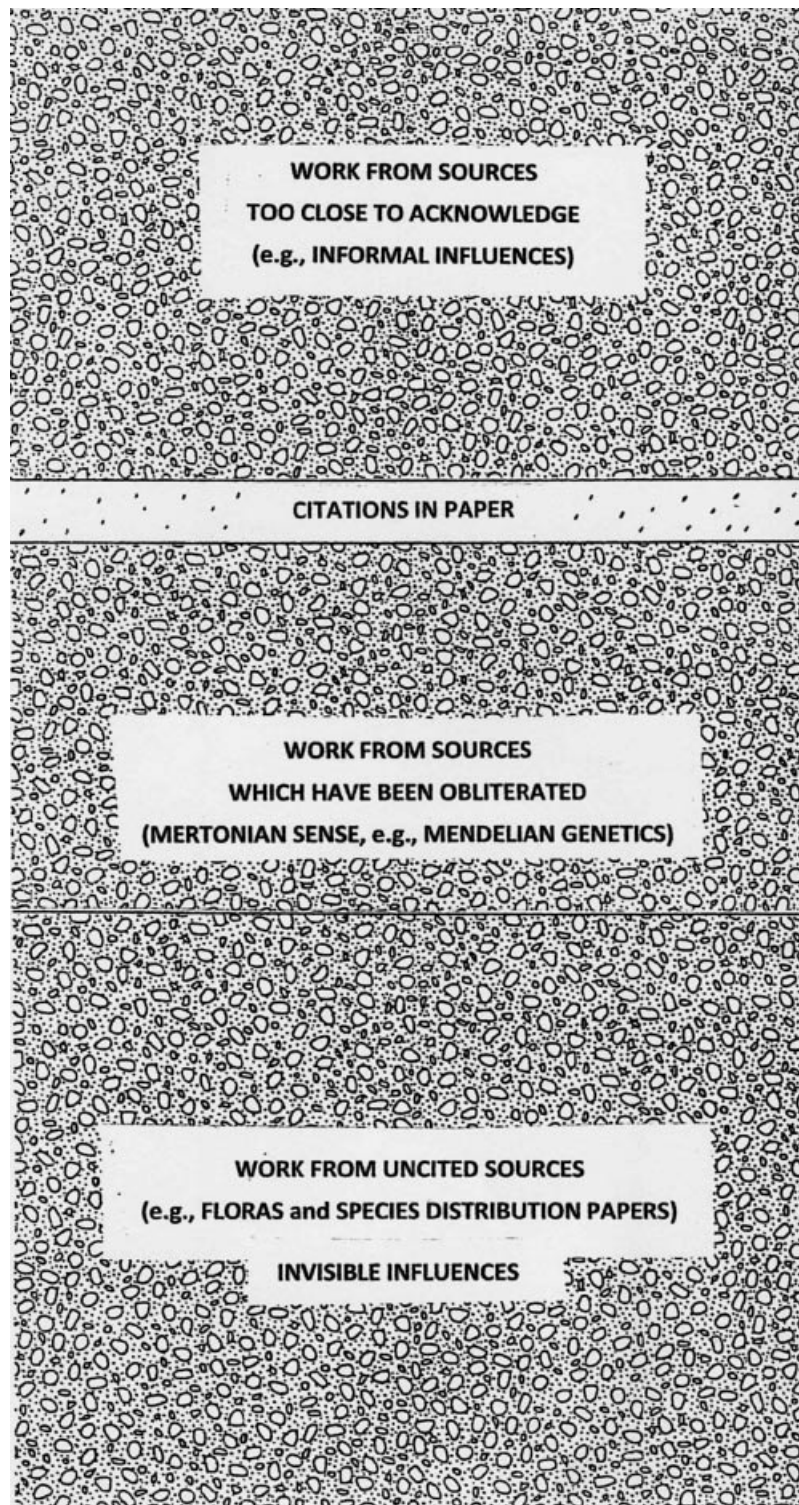 WORK FROM SOURCES
TOO CLOSE TO ACKNOWLEDGE
(e.g., INFORMAL INFLUENCES)
CITATIONS IN PAPER
WORK FROM SOURCES
WHICH HAVE BEEN OBLITERATED
(MERTONIAN SENSE, e.g., MENDELIAN GENETICS)
WORK FROM UNCITED SOURCES
(e.g., FLORAS and SPECIES DISTRIBUTION PAPERS)
INVISIBLE INFLUENCES